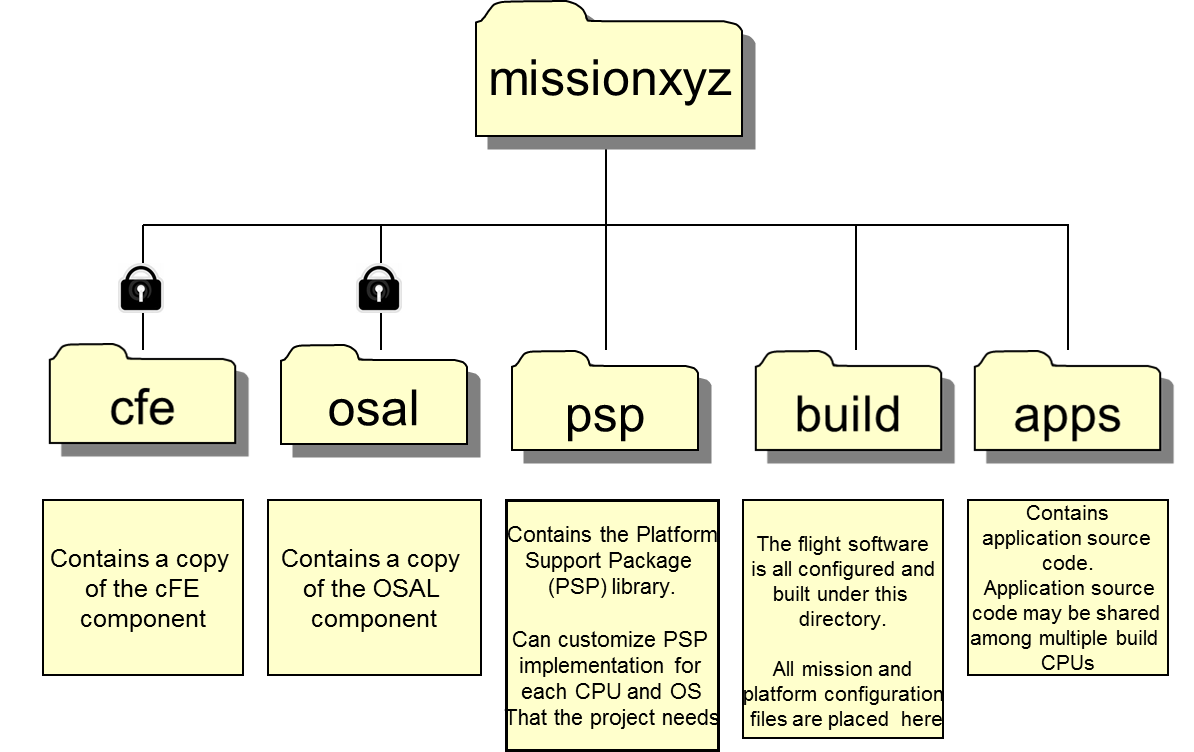 missionxyz
cfe
osal
psp
build
apps
Contains a copy
of the cFE
component
Contains a copy
of the OSAL
component
Contains the Platform
Support Package
(PSP) library.
Can customize PSP
implementation for
each CPU and OS
That the project needs
The flight software
is all configured and
built under this
directory.
All mission and
platform configuration
files are placed here
Contains
application source
code.
Application source
code may be shared
among multiple build
CPUs